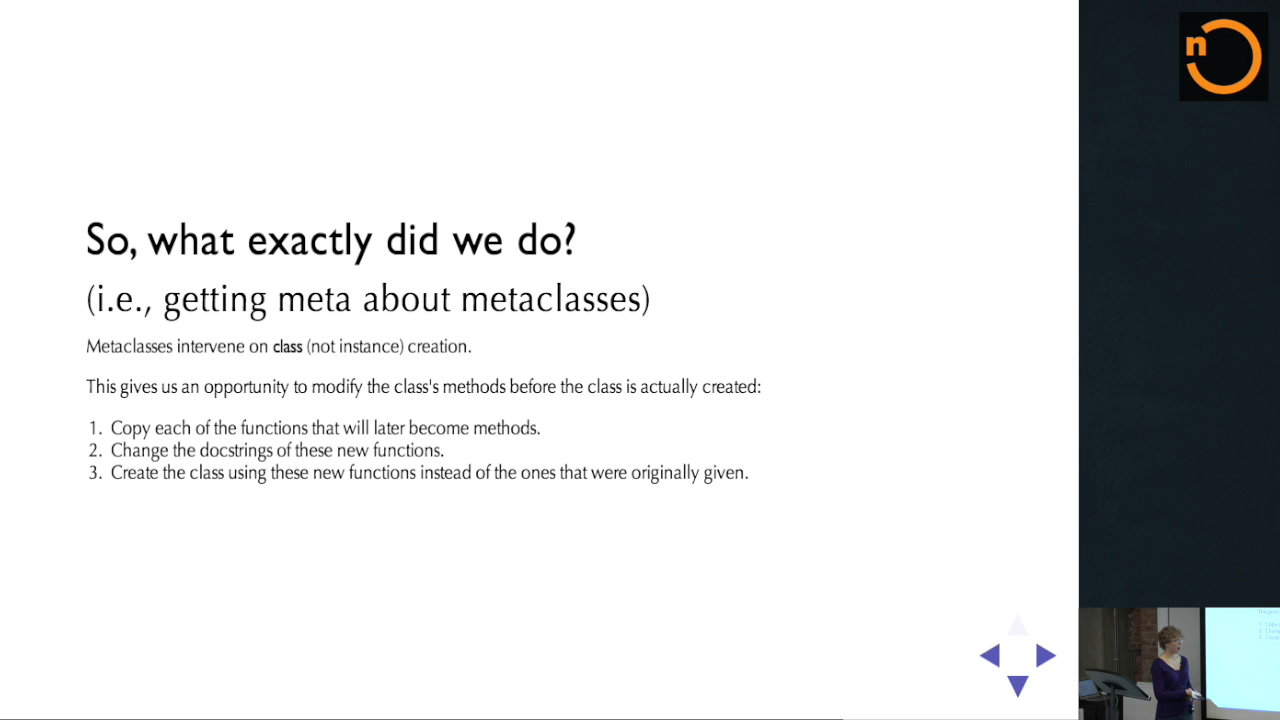 n
So, what exactly did we do?
(i.e., getting meta about metaclasses)
Metaclasses intervene on class (not instance) creation.
This gives us an opportunity to modify the class's methods before the class is actually created:
1. Copy each of the functions that will later become methods.
2. Change the docstrings of these new functions.
3. Create the class using these new functions instead of the ones that were originally given.